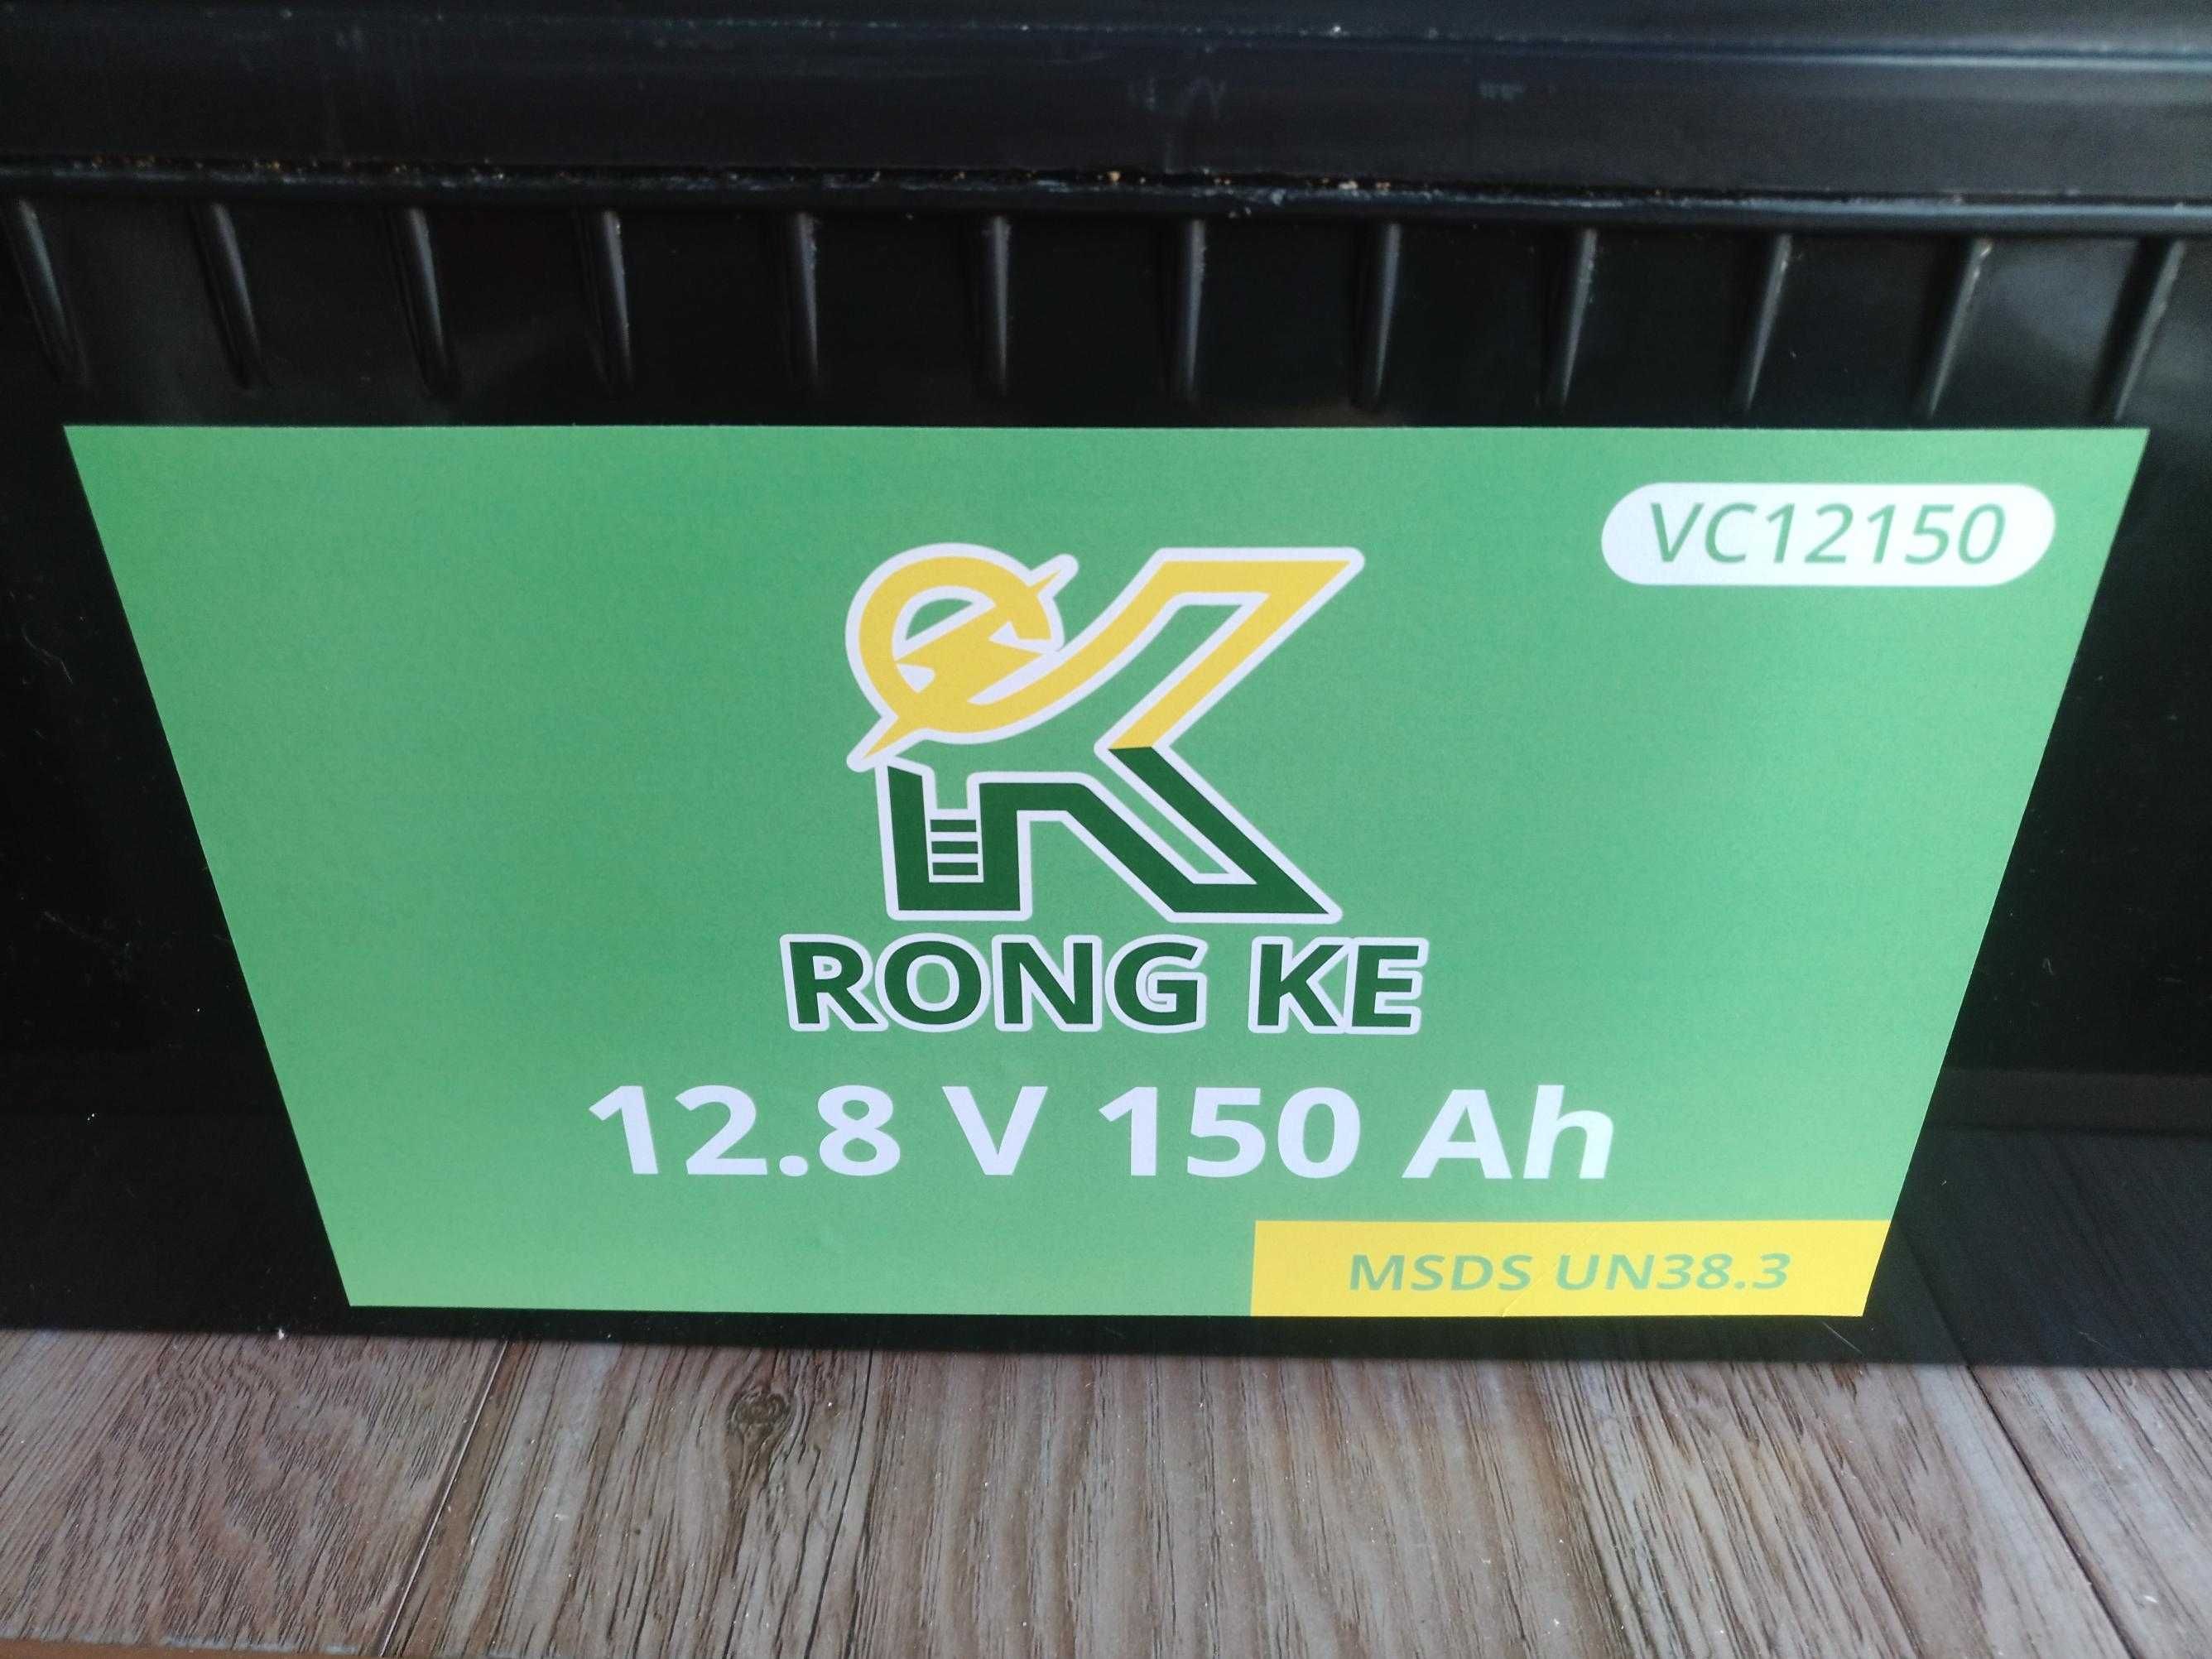 VC12150
RONG KE
12.8 V 150 Ah
MSDS UN38.3